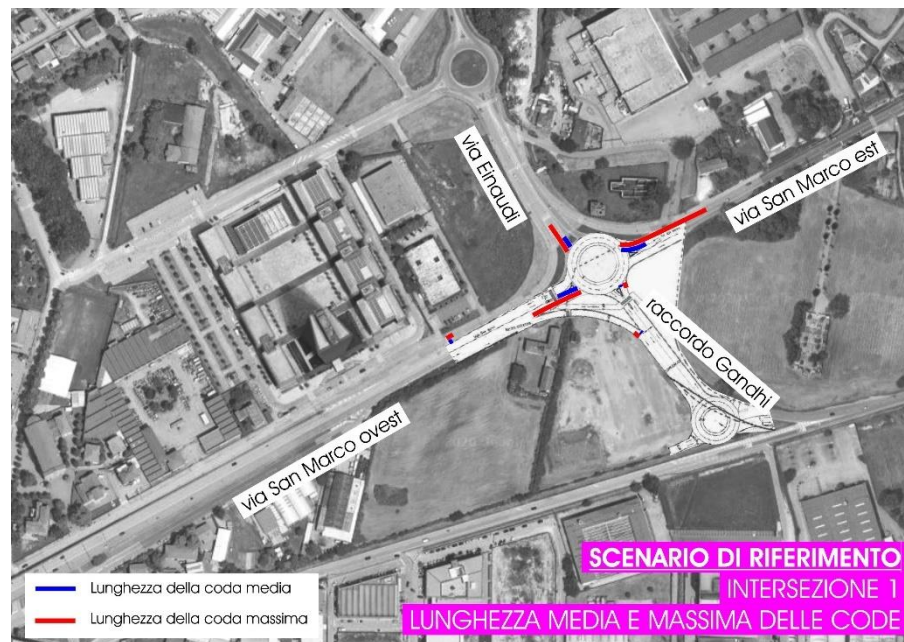 via Einaudi
via San Marco est
raccordo Gandhi
via San Marco ovest
SCENARIO DI RIFERIMENTO
INTERSEZIONE 1
LUNGHEZZA MEDIA E MASSIMA DELLE CODE
Lunghezza della coda media
Lunghezza della coda massima